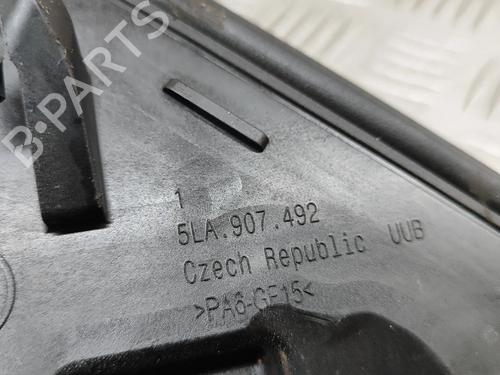 B-PARTS
1
5LA.907.492
Czech Republic UUB
>PA6-GF15<